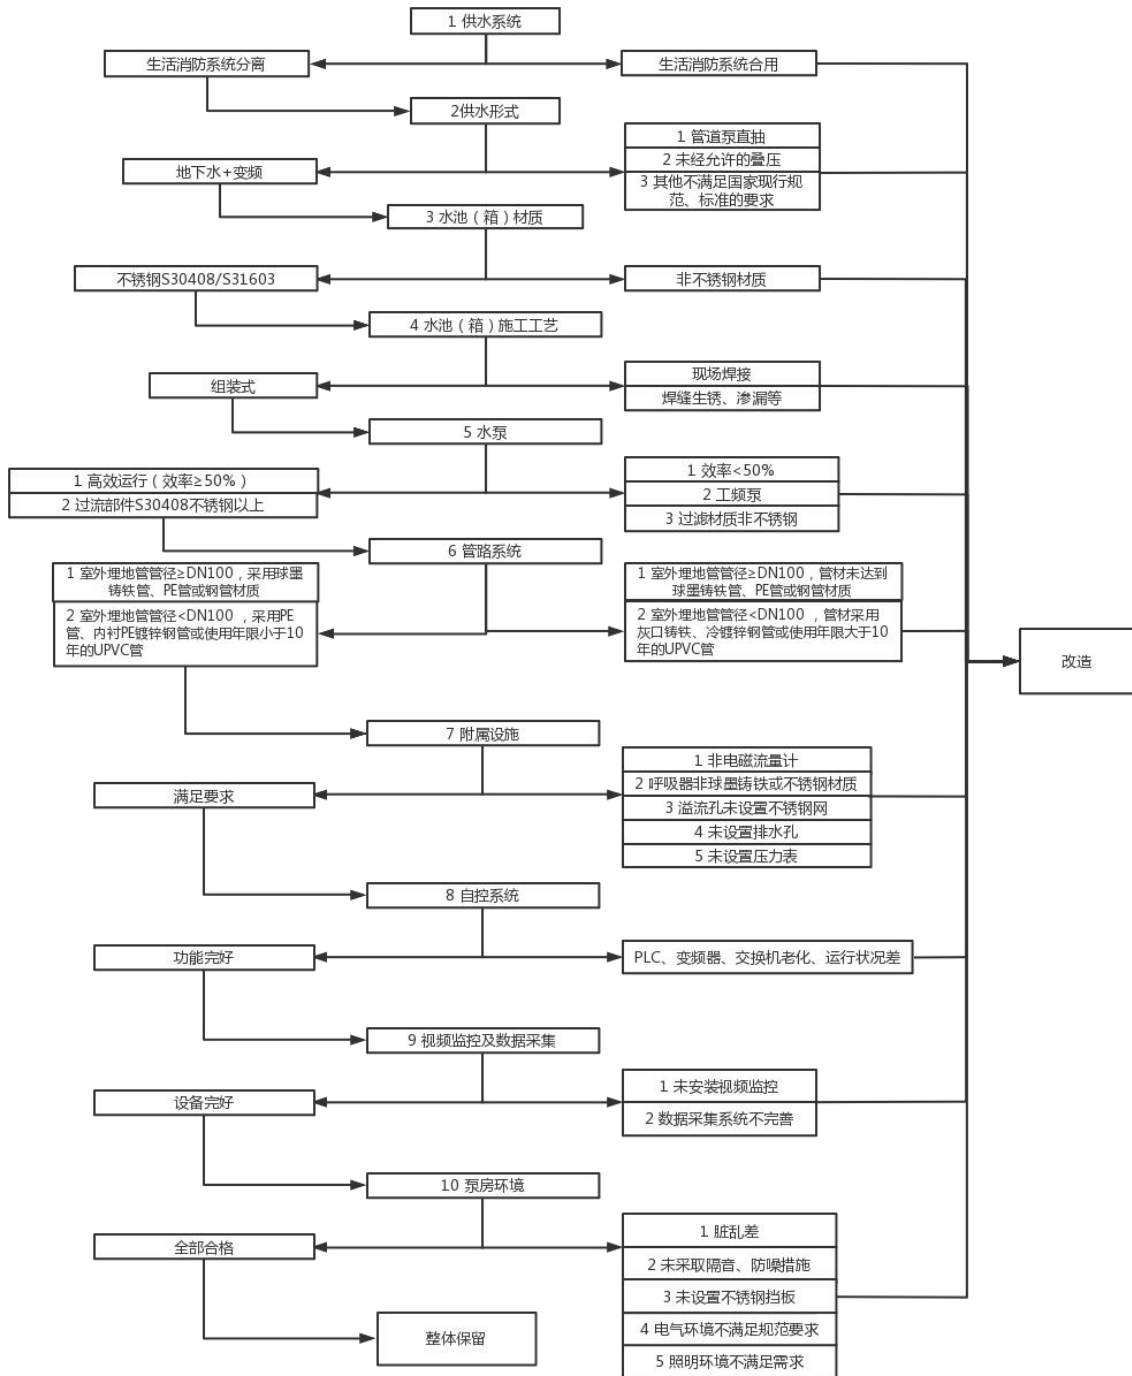 1 供水系统
生活消防系统分离
生活消防系统合用
2供水形式
地下水+变频
1 管道泵直抽
2 未经允许的叠压
3 其他不满足国家现行规
范、标准的要求
3 水池（箱）材质
不锈钢S30408/S31603
非不锈钢材质
4 水池（箱）施工工艺
组装式
现场焊接
焊缝生锈、渗漏等
5 水泵
1 高效运行（效率≥50%）
2 过流部件S30408不锈钢以上
1 效率<50%
2 工频泵
3 过滤材质非不锈钢
6 管路系统
1 室外埋地管管径≥DN100，采用球墨
铸铁管、PE管或钢管材质
2 室外埋地管管径<DN100 ，采用PE
管、内衬PE镀锌钢管或使用年限小于10
年的UPVC管
1 室外埋地管管径≥DN100，管材未达到
球墨铸铁管、PE管或钢管材质
2 室外埋地管管径<DN100 ，管材采用
灰口铸铁、冷镀锌钢管或使用年限大于10
年的UPVC管
改造
7 附属设施
满足要求
1 非电磁流量计
2 呼吸器非球墨铸铁或不锈钢材质
3 溢流孔未设置不锈钢网
4 未设置排水孔
5 未设置压力表
8 自控系统
功能完好
PLC、变频器、交换机老化、运行状况差
9 视频监控及数据采集
设备完好
1 未安装视频监控
2 数据采集系统不完善
10 泵房环境
全部合格
1 脏乱差
2 未采取隔音、防噪措施
3 未设置不锈钢挡板
4 电气环境不满足规范要求
5 照明环境不满足需求
整体保留